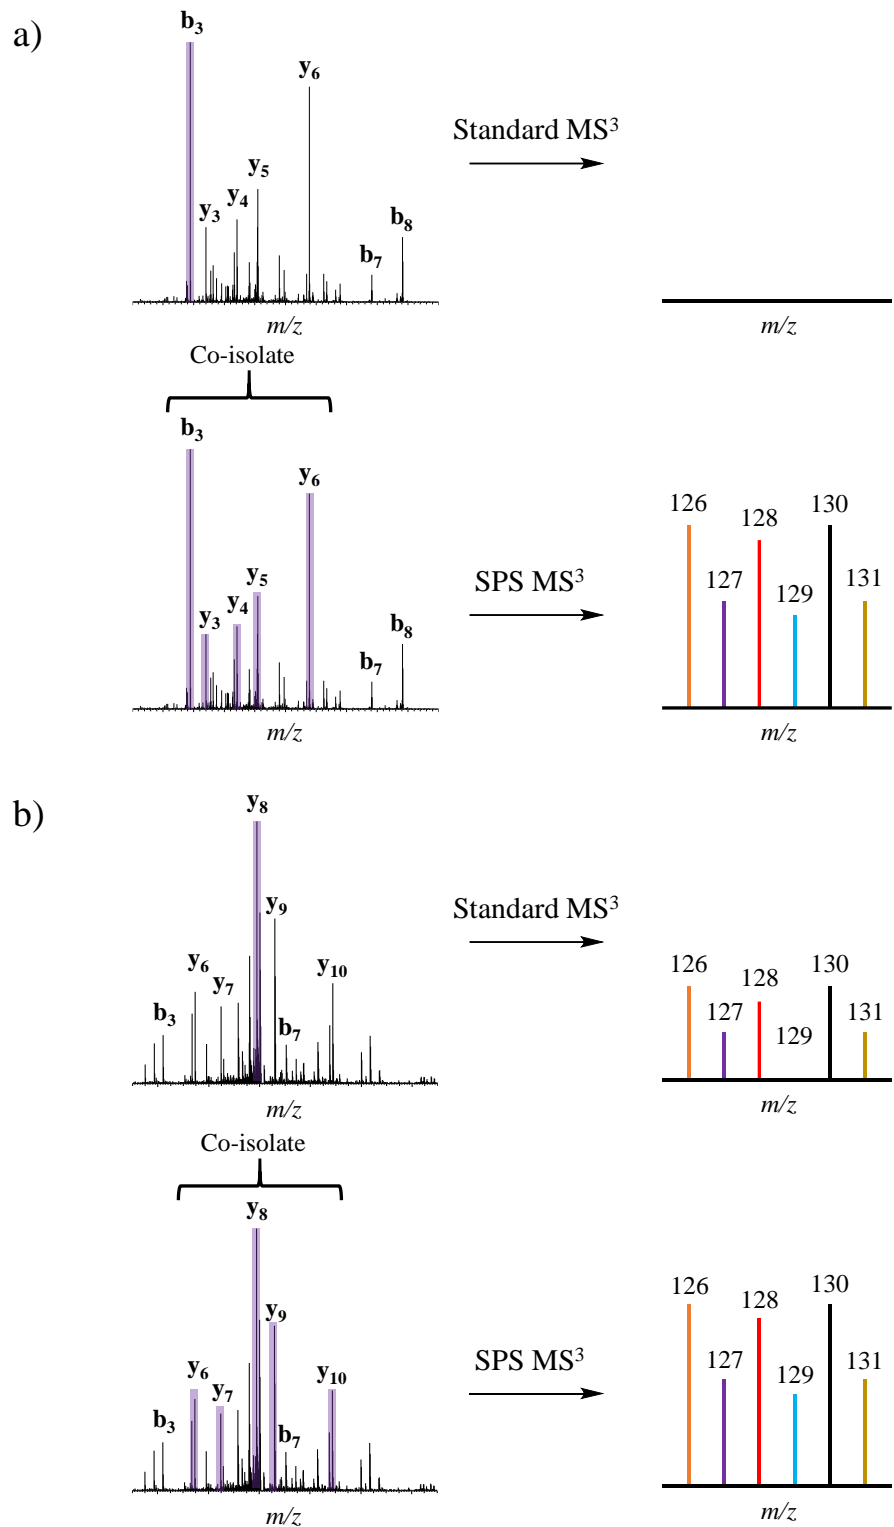 a)
b₃
y₆
y₅
y₄
y₃
b₈
b₇
m/z
Standard MS³
m/z
Co-isolate
b₃
y₆
y₅
y₄
y₃
b₈
b₇
m/z
SPS MS³
126
127
128
129
130
131
m/z
b)
y₈
y₉
y₆
y₇
y₁₀
b₃
b₇
m/z
Standard MS³
126
127
128
129
130
131
m/z
Co-isolate
y₈
y₉
y₆
y₇
y₁₀
b₃
b₇
m/z
SPS MS³
126
127
128
129
130
131
m/z